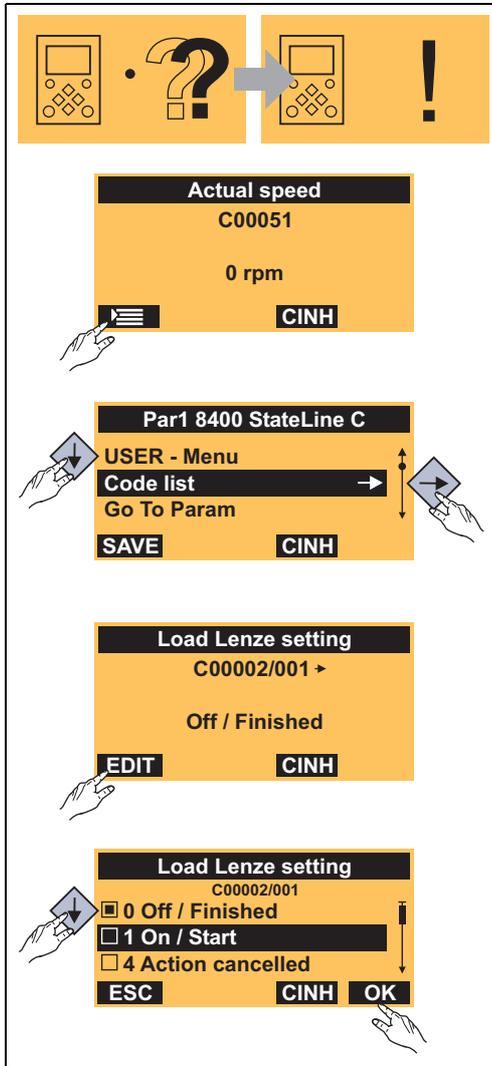 Actual speed
C00051
0 rpm
CINH
Par1 8400 StateLine C
USER - Menu
Code list
Go To Param
SAVE CINH
Load Lenze setting
C00002/001
Off / Finished
EDIT CINH
Load Lenze setting
C00002/001
0 Off / Finished
1 On / Start
4 Action cancelled
ESC CINH OK